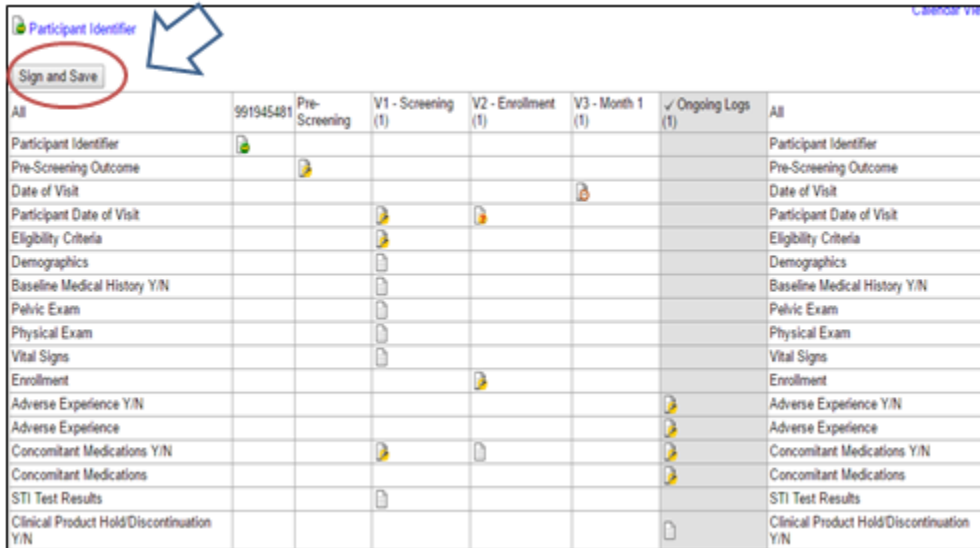 Calendar Vie
Participant Identifier
Sign and Save
All 991945481 Pre-Screening V1 - Screening (1) V2 - Enrollment (1) V3 - Month 1 (1) ✓ Ongoing Logs (1) All
Participant Identifier Participant Identifier
Pre-Screening Outcome Pre-Screening Outcome
Date of Visit Date of Visit
Participant Date of Visit Participant Date of Visit
Eligibility Criteria Eligibility Criteria
Demographics Demographics
Baseline Medical History Y/N Baseline Medical History Y/N
Pelvic Exam Pelvic Exam
Physical Exam Physical Exam
Vital Signs Vital Signs
Enrollment Enrollment
Adverse Experience Y/N Adverse Experience Y/N
Adverse Experience Adverse Experience
Concomitant Medications Y/N Concomitant Medications Y/N
Concomitant Medications Concomitant Medications
STI Test Results STI Test Results
Clinical Product Hold/Discontinuation Clinical Product Hold/Discontinuation
Y/N Y/N